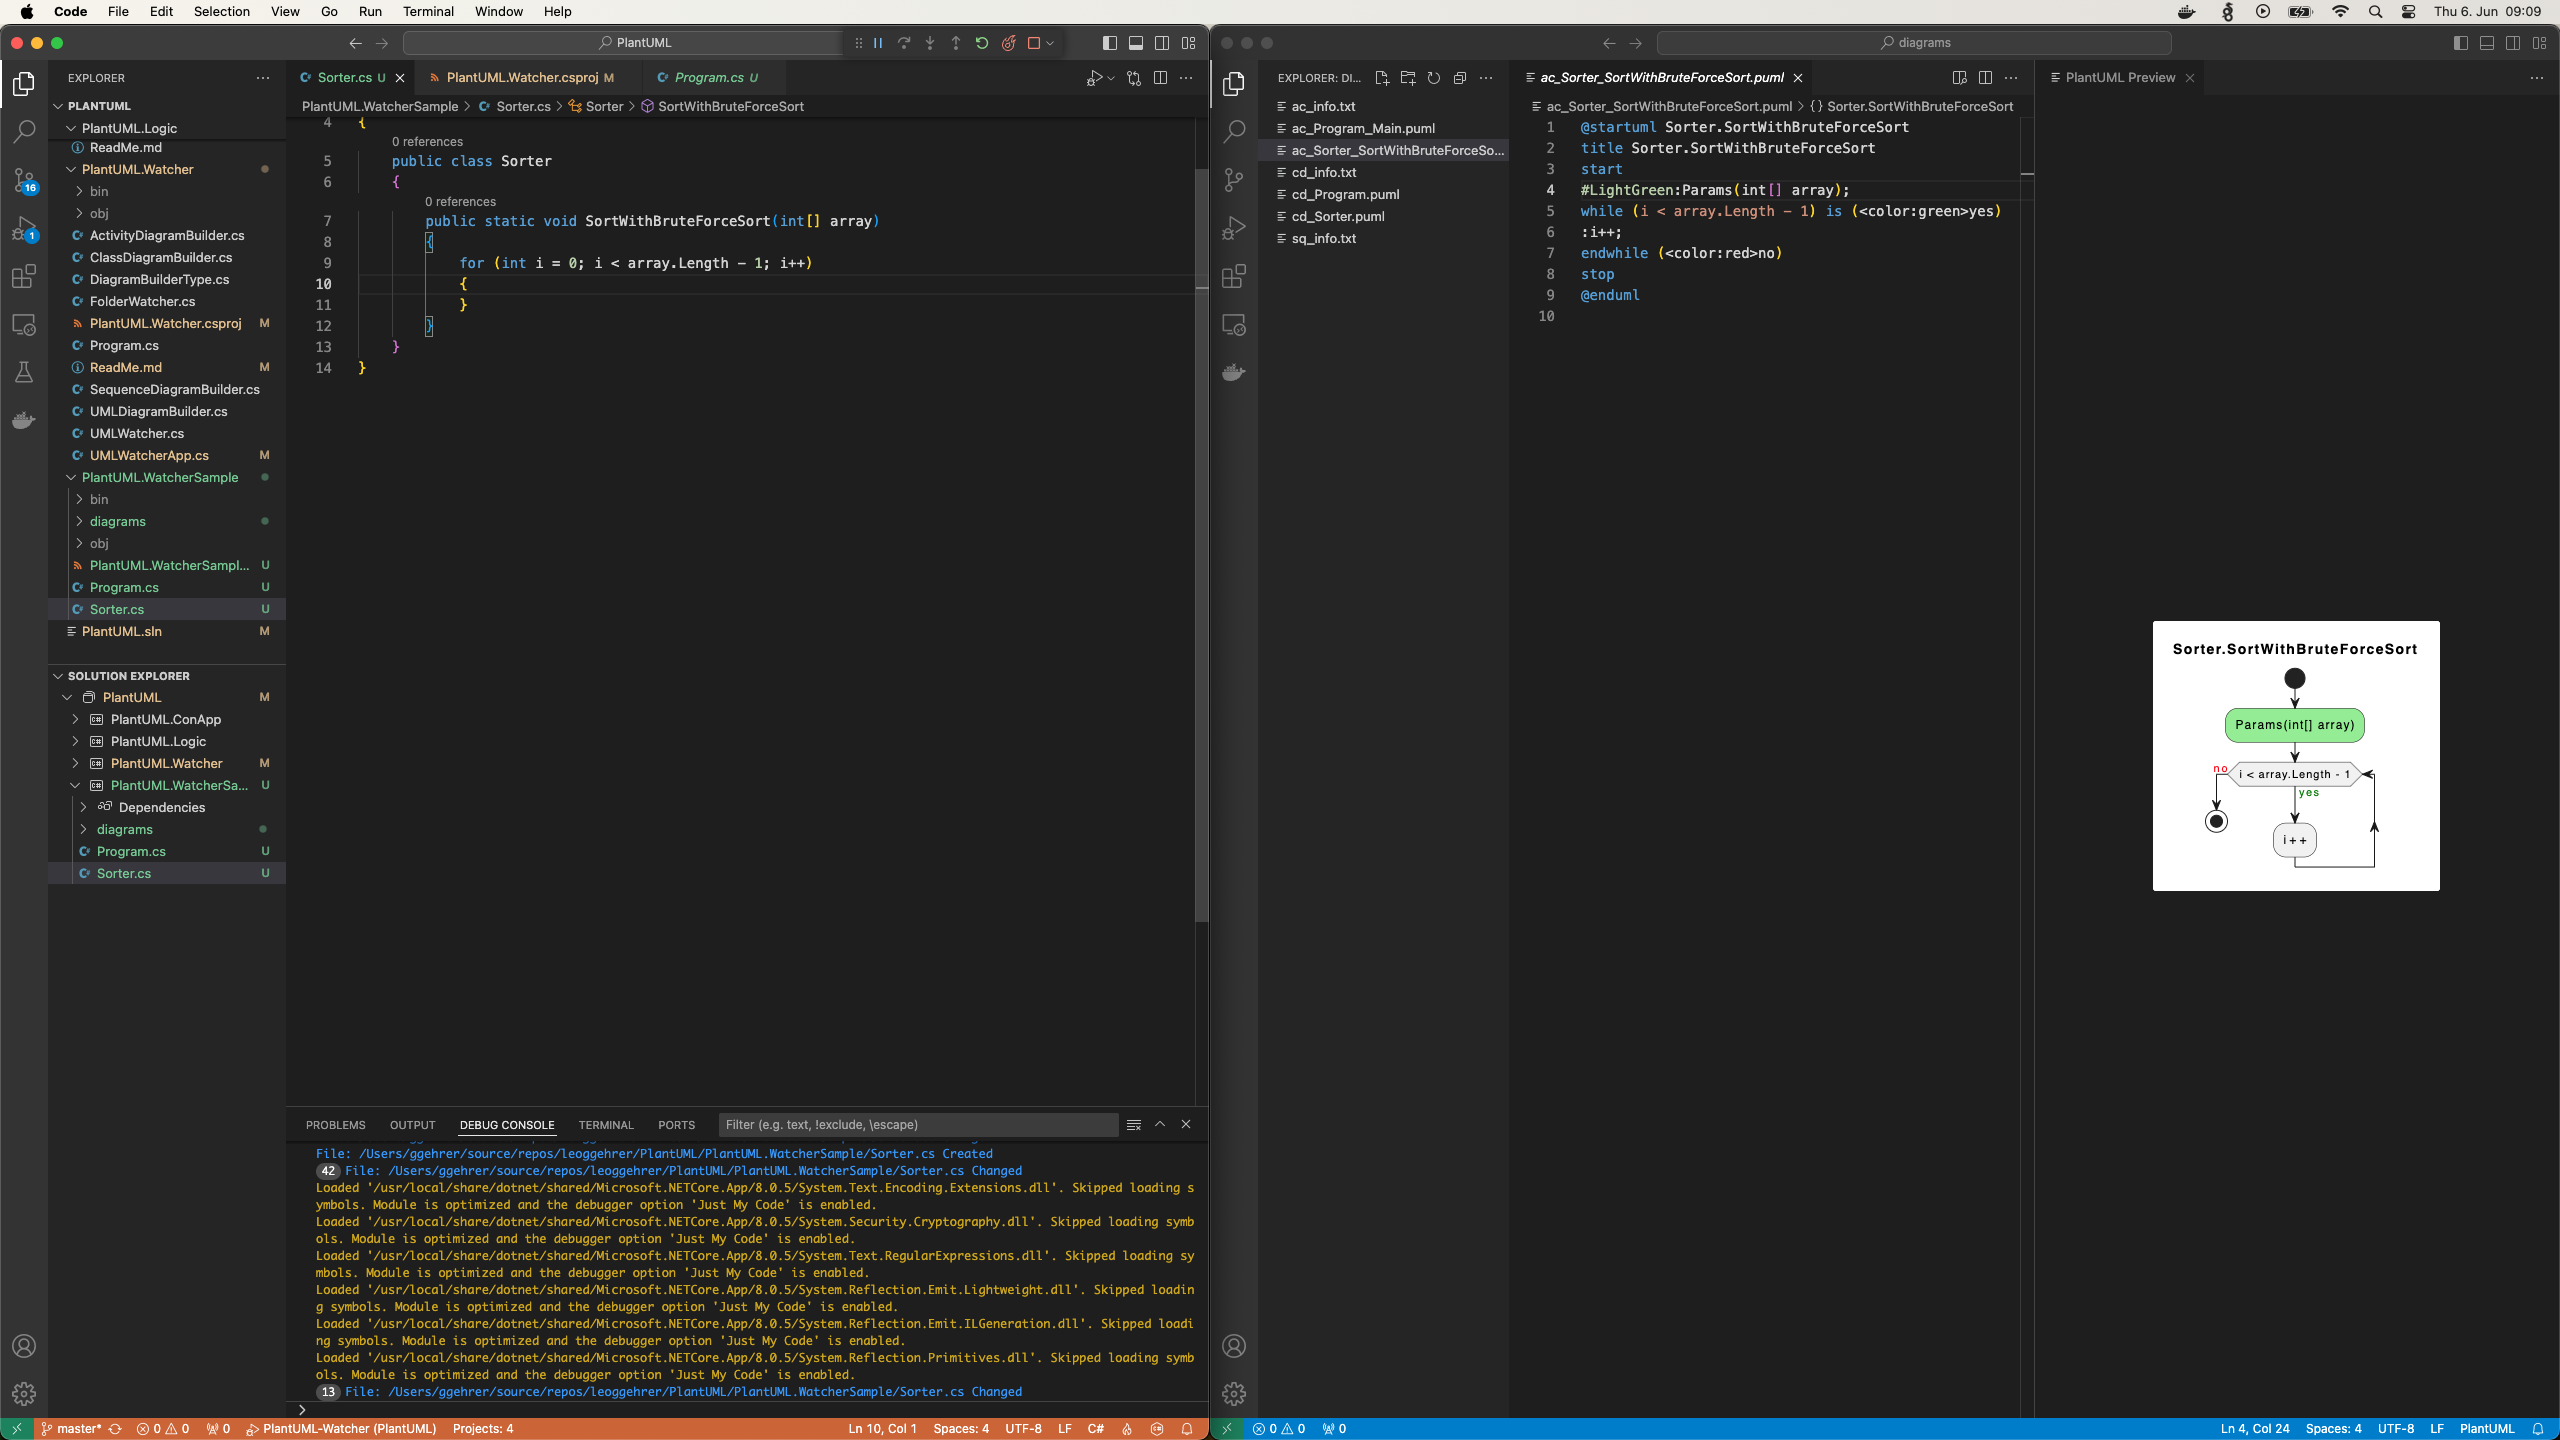 Code File Edit Selection View Go Run Terminal Window Help
Thu 6. Jun 09:09
PlantUML
EXPLORER
PLANTUML
PlantUML.Logic
ReadMe.md
PlantUML.Watcher
bin
obj
ActivityDiagramBuilder.cs
ClassDiagramBuilder.cs
DiagramBuilderType.cs
FolderWatcher.cs
PlantUML.Watcher.csproj M
Program.cs
ReadMe.md M
SequenceDiagramBuilder.cs
UMLDiagramBuilder.cs
UMLWatcher.cs
UMLWatcherApp.cs M
PlantUML.WatcherSample
bin
diagrams
obj
PlantUML.WatcherSampl... U
Program.cs U
Sorter.cs U
PlantUML.sln M
SOLUTION EXPLORER
PlantUML M
PlantUML.ConApp
PlantUML.Logic
PlantUML.Watcher M
PlantUML.WatcherSa... U
Dependencies
diagrams
Program.cs U
Sorter.cs U
16
1
Sorter.cs U PlantUML.Watcher.csproj M Program.cs U
PlantUML.WatcherSample > Sorter.cs > Sorter > SortWithBruteForceSort
4 {
0 references
5 public class Sorter
6 {
0 references
7 public static void SortWithBruteForceSort(int[] array)
8 {
9 for (int i = 0; i < array.Length - 1; i++)
10 {
11 }
12 }
13 }
14 }
PROBLEMS OUTPUT DEBUG CONSOLE TERMINAL PORTS Filter (e.g. text, !exclude, \escape)
File: /Users/ggehrer/source/repos/leoggehrer/PlantUML/PlantUML.WatcherSample/Sorter.cs Created
42 File: /Users/ggehrer/source/repos/leoggehrer/PlantUML/PlantUML.WatcherSample/Sorter.cs Changed
Loaded '/usr/local/share/dotnet/shared/Microsoft.NETCore.App/8.0.5/System.Text.Encoding.Extensions.dll'. Skipped loading s
ymbols. Module is optimized and the debugger option 'Just My Code' is enabled.
Loaded '/usr/local/share/dotnet/shared/Microsoft.NETCore.App/8.0.5/System.Security.Cryptography.dll'. Skipped loading symb
ols. Module is optimized and the debugger option 'Just My Code' is enabled.
Loaded '/usr/local/share/dotnet/shared/Microsoft.NETCore.App/8.0.5/System.Text.RegularExpressions.dll'. Skipped loading sy
mbols. Module is optimized and the debugger option 'Just My Code' is enabled.
Loaded '/usr/local/share/dotnet/shared/Microsoft.NETCore.App/8.0.5/System.Reflection.Emit.Lightweight.dll'. Skipped loadin
g symbols. Module is optimized and the debugger option 'Just My Code' is enabled.
Loaded '/usr/local/share/dotnet/shared/Microsoft.NETCore.App/8.0.5/System.Reflection.Emit.ILGeneration.dll'. Skipped loadi
ng symbols. Module is optimized and the debugger option 'Just My Code' is enabled.
Loaded '/usr/local/share/dotnet/shared/Microsoft.NETCore.App/8.0.5/System.Reflection.Primitives.dll'. Skipped loading symb
ols. Module is optimized and the debugger option 'Just My Code' is enabled.
13 File: /Users/ggehrer/source/repos/leoggehrer/PlantUML/PlantUML.WatcherSample/Sorter.cs Changed
>
master* 0 0 0 PlantUML-Watcher (PlantUML) Projects: 4 Ln 10, Col 1 Spaces: 4 UTF-8 LF C#
diagrams
EXPLORER: DI...
ac_info.txt
ac_Program_Main.puml
ac_Sorter_SortWithBruteForceSo...
cd_info.txt
cd_Program.puml
cd_Sorter.puml
sq_info.txt
ac_Sorter_SortWithBruteForceSort.puml
ac_Sorter_SortWithBruteForceSort.puml > {} Sorter.SortWithBruteForceSort
1 @startuml Sorter.SortWithBruteForceSort
2 title Sorter.SortWithBruteForceSort
3 start
4 #LightGreen:Params(int[] array);
5 while (i < array.Length - 1) is (<color:green>yes)
6 :i++;
7 endwhile (<color:red>no)
8 stop
9 @enduml
10
PlantUML Preview
Sorter.SortWithBruteForceSort
Params(int[] array)
no
i < array.Length - 1
yes
i++
0 0 0 Ln 4, Col 24 Spaces: 4 UTF-8 LF PlantUML